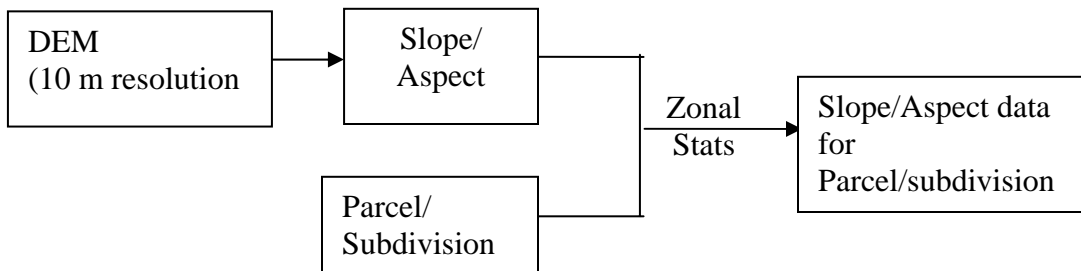 DEM
(10 m resolution
Slope/
Aspect
Parcel/
Subdivision
Zonal
Stats
Slope/Aspect data
for
Parcel/subdivision